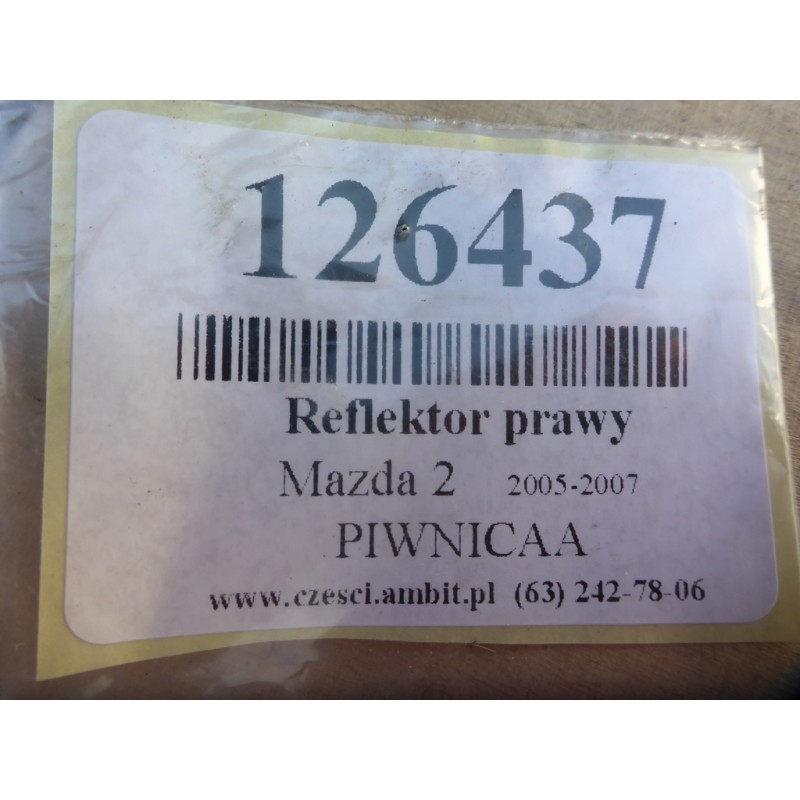 126437
Reflektor prawy
Mazda 2 2005-2007
PIWNICAA
www.czesci.ambit.pl (63) 242-78-06